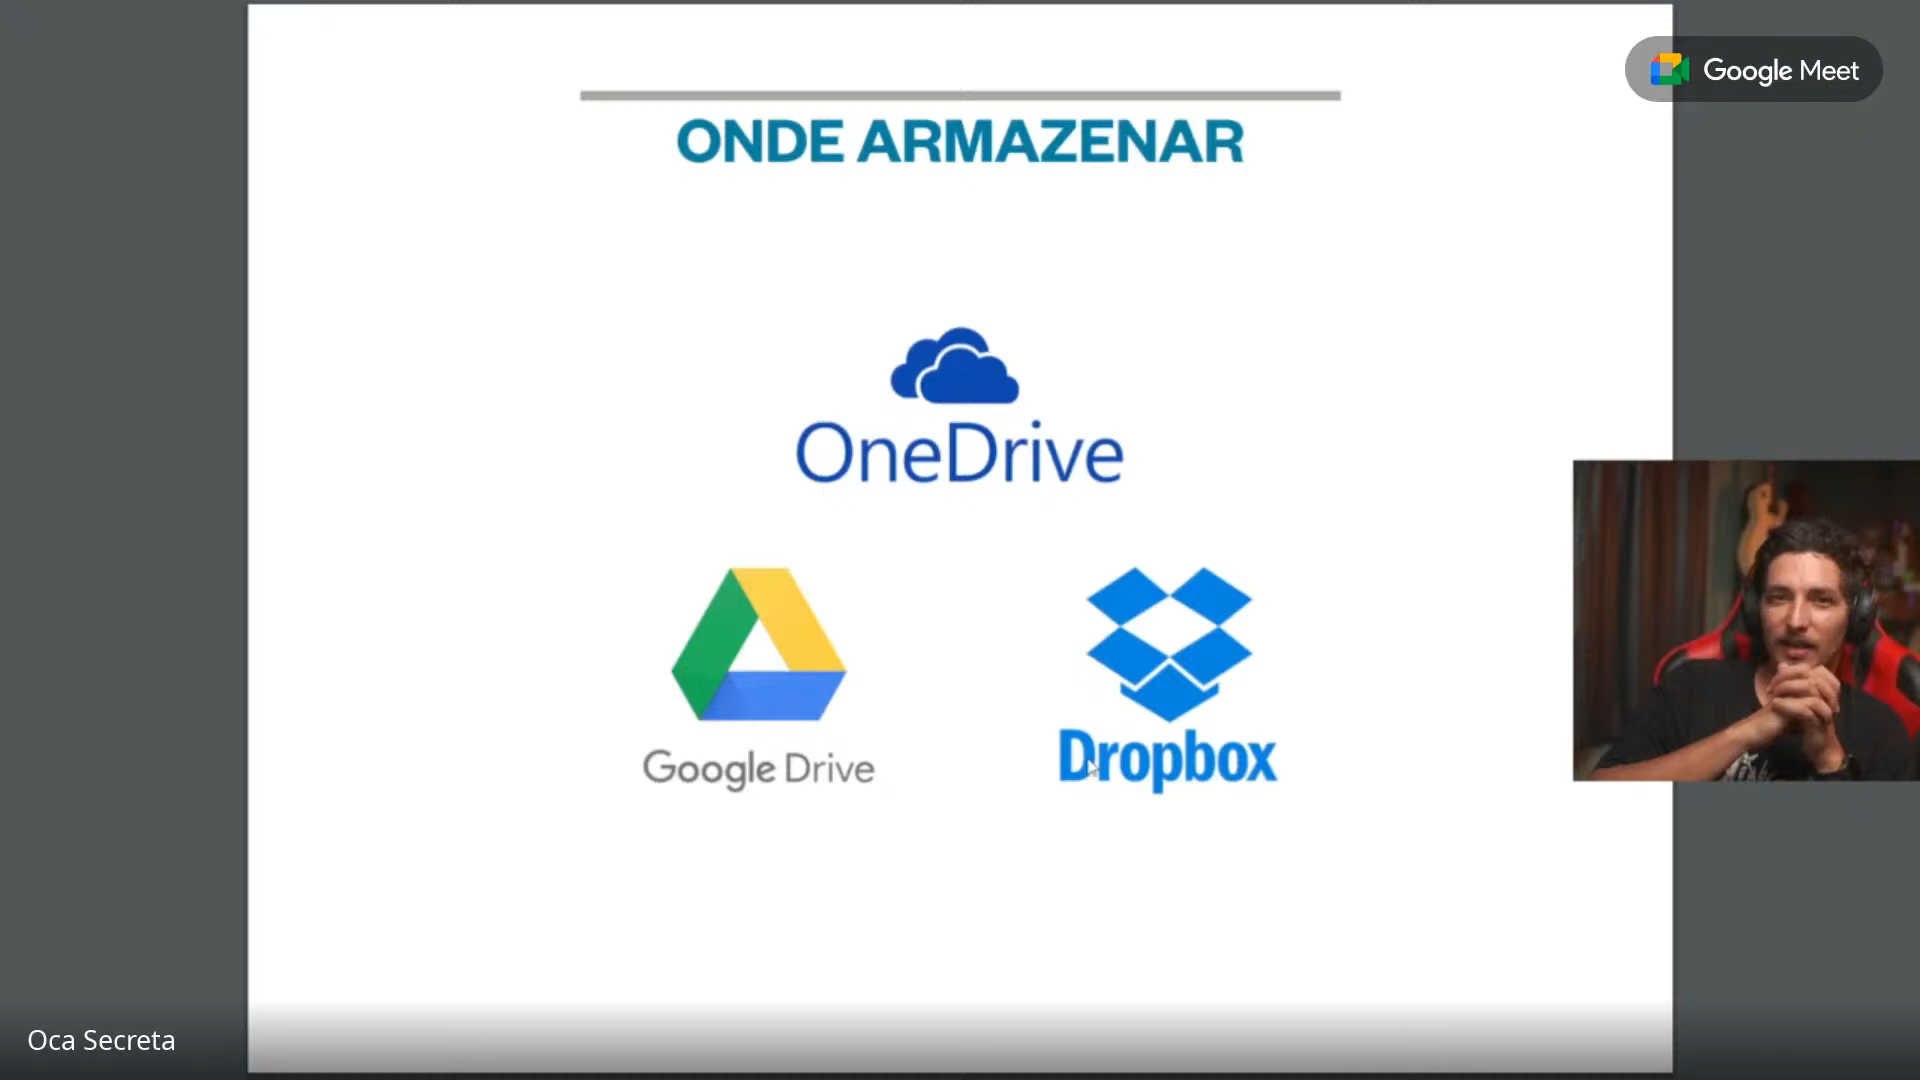 Google Meet
ONDE ARMAZENAR
OneDrive
Google Drive
Dropbox
Oca Secreta